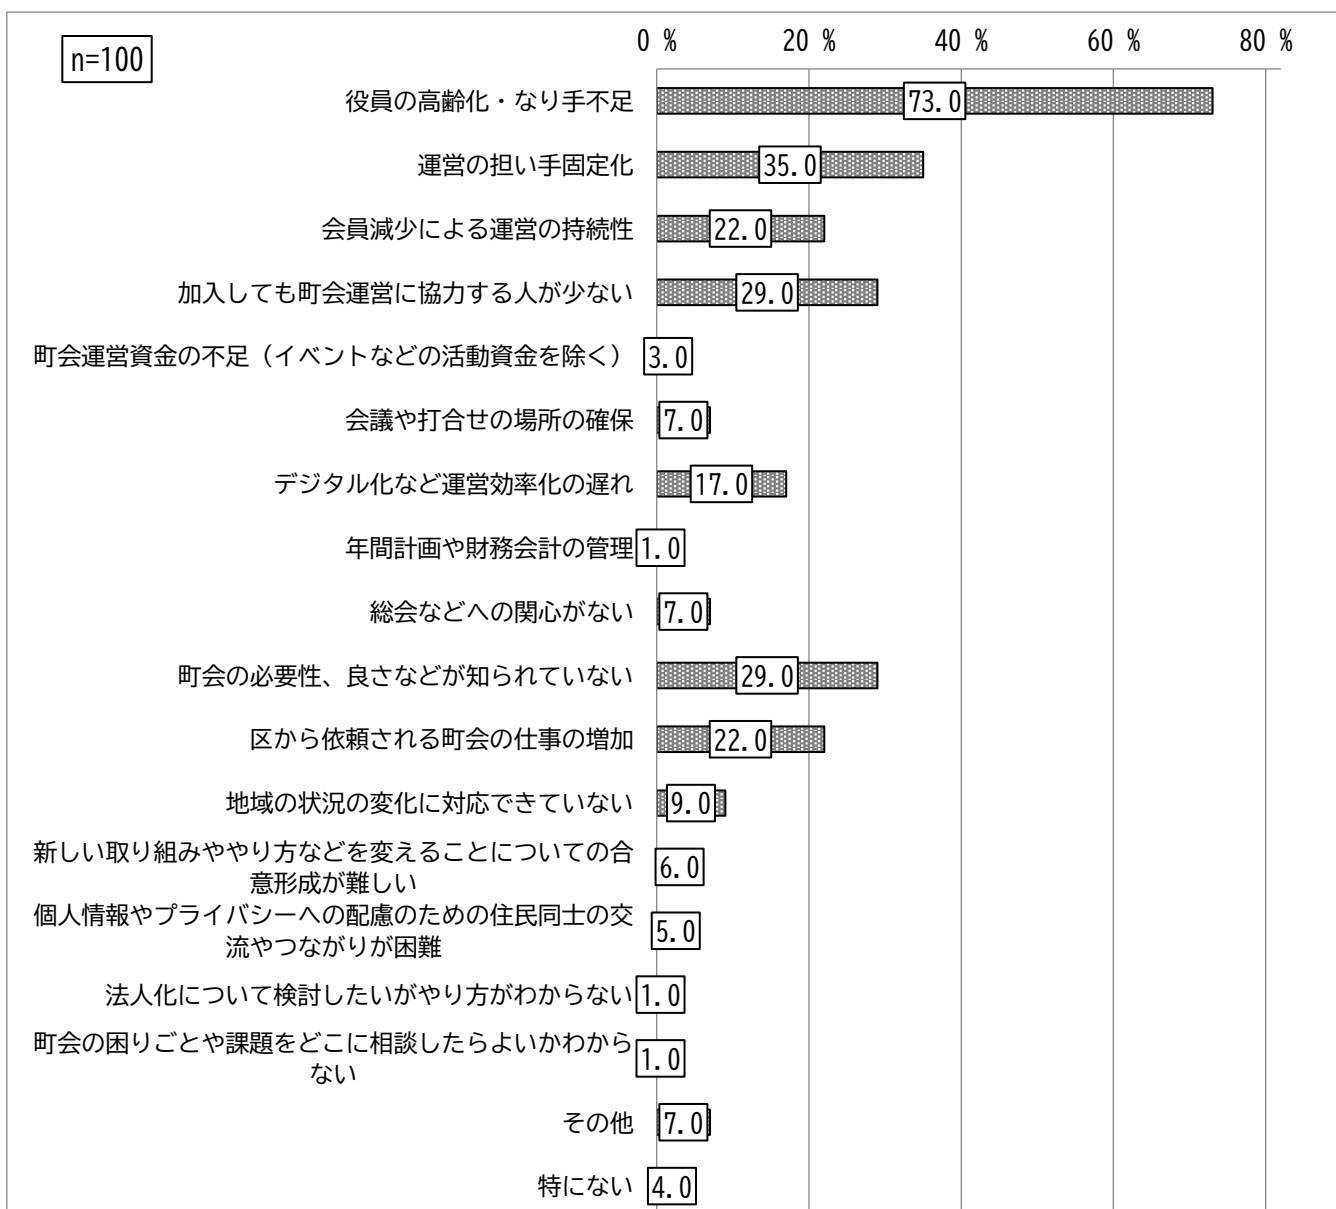 n=100
0 % 20 % 40 % 60 % 80 %
役員の高齢化・なり手不足 73.0
運営の担い手固定化 35.0
会員減少による運営の持続性 22.0
加入しても町会運営に協力する人が少ない 29.0
町会運営資金の不足（イベントなどの活動資金を除く） 3.0
会議や打合せの場所の確保 7.0
デジタル化など運営効率化の遅れ 17.0
年間計画や財務会計の管理 1.0
総会などへの関心がない 7.0
町会の必要性、良さなどが知られていない 29.0
区から依頼される町会の仕事の増加 22.0
地域の状況の変化に対応できていない 9.0
新しい取り組みややり方などを変えることについての合
意形成が難しい 6.0
個人情報やプライバシーへの配慮のための住民同士の交
流やつながりが困難 5.0
法人化について検討したいがやり方がわからない 1.0
町会の困りごとや課題をどこに相談したらよいかわから
ない 1.0
その他 7.0
特にない 4.0